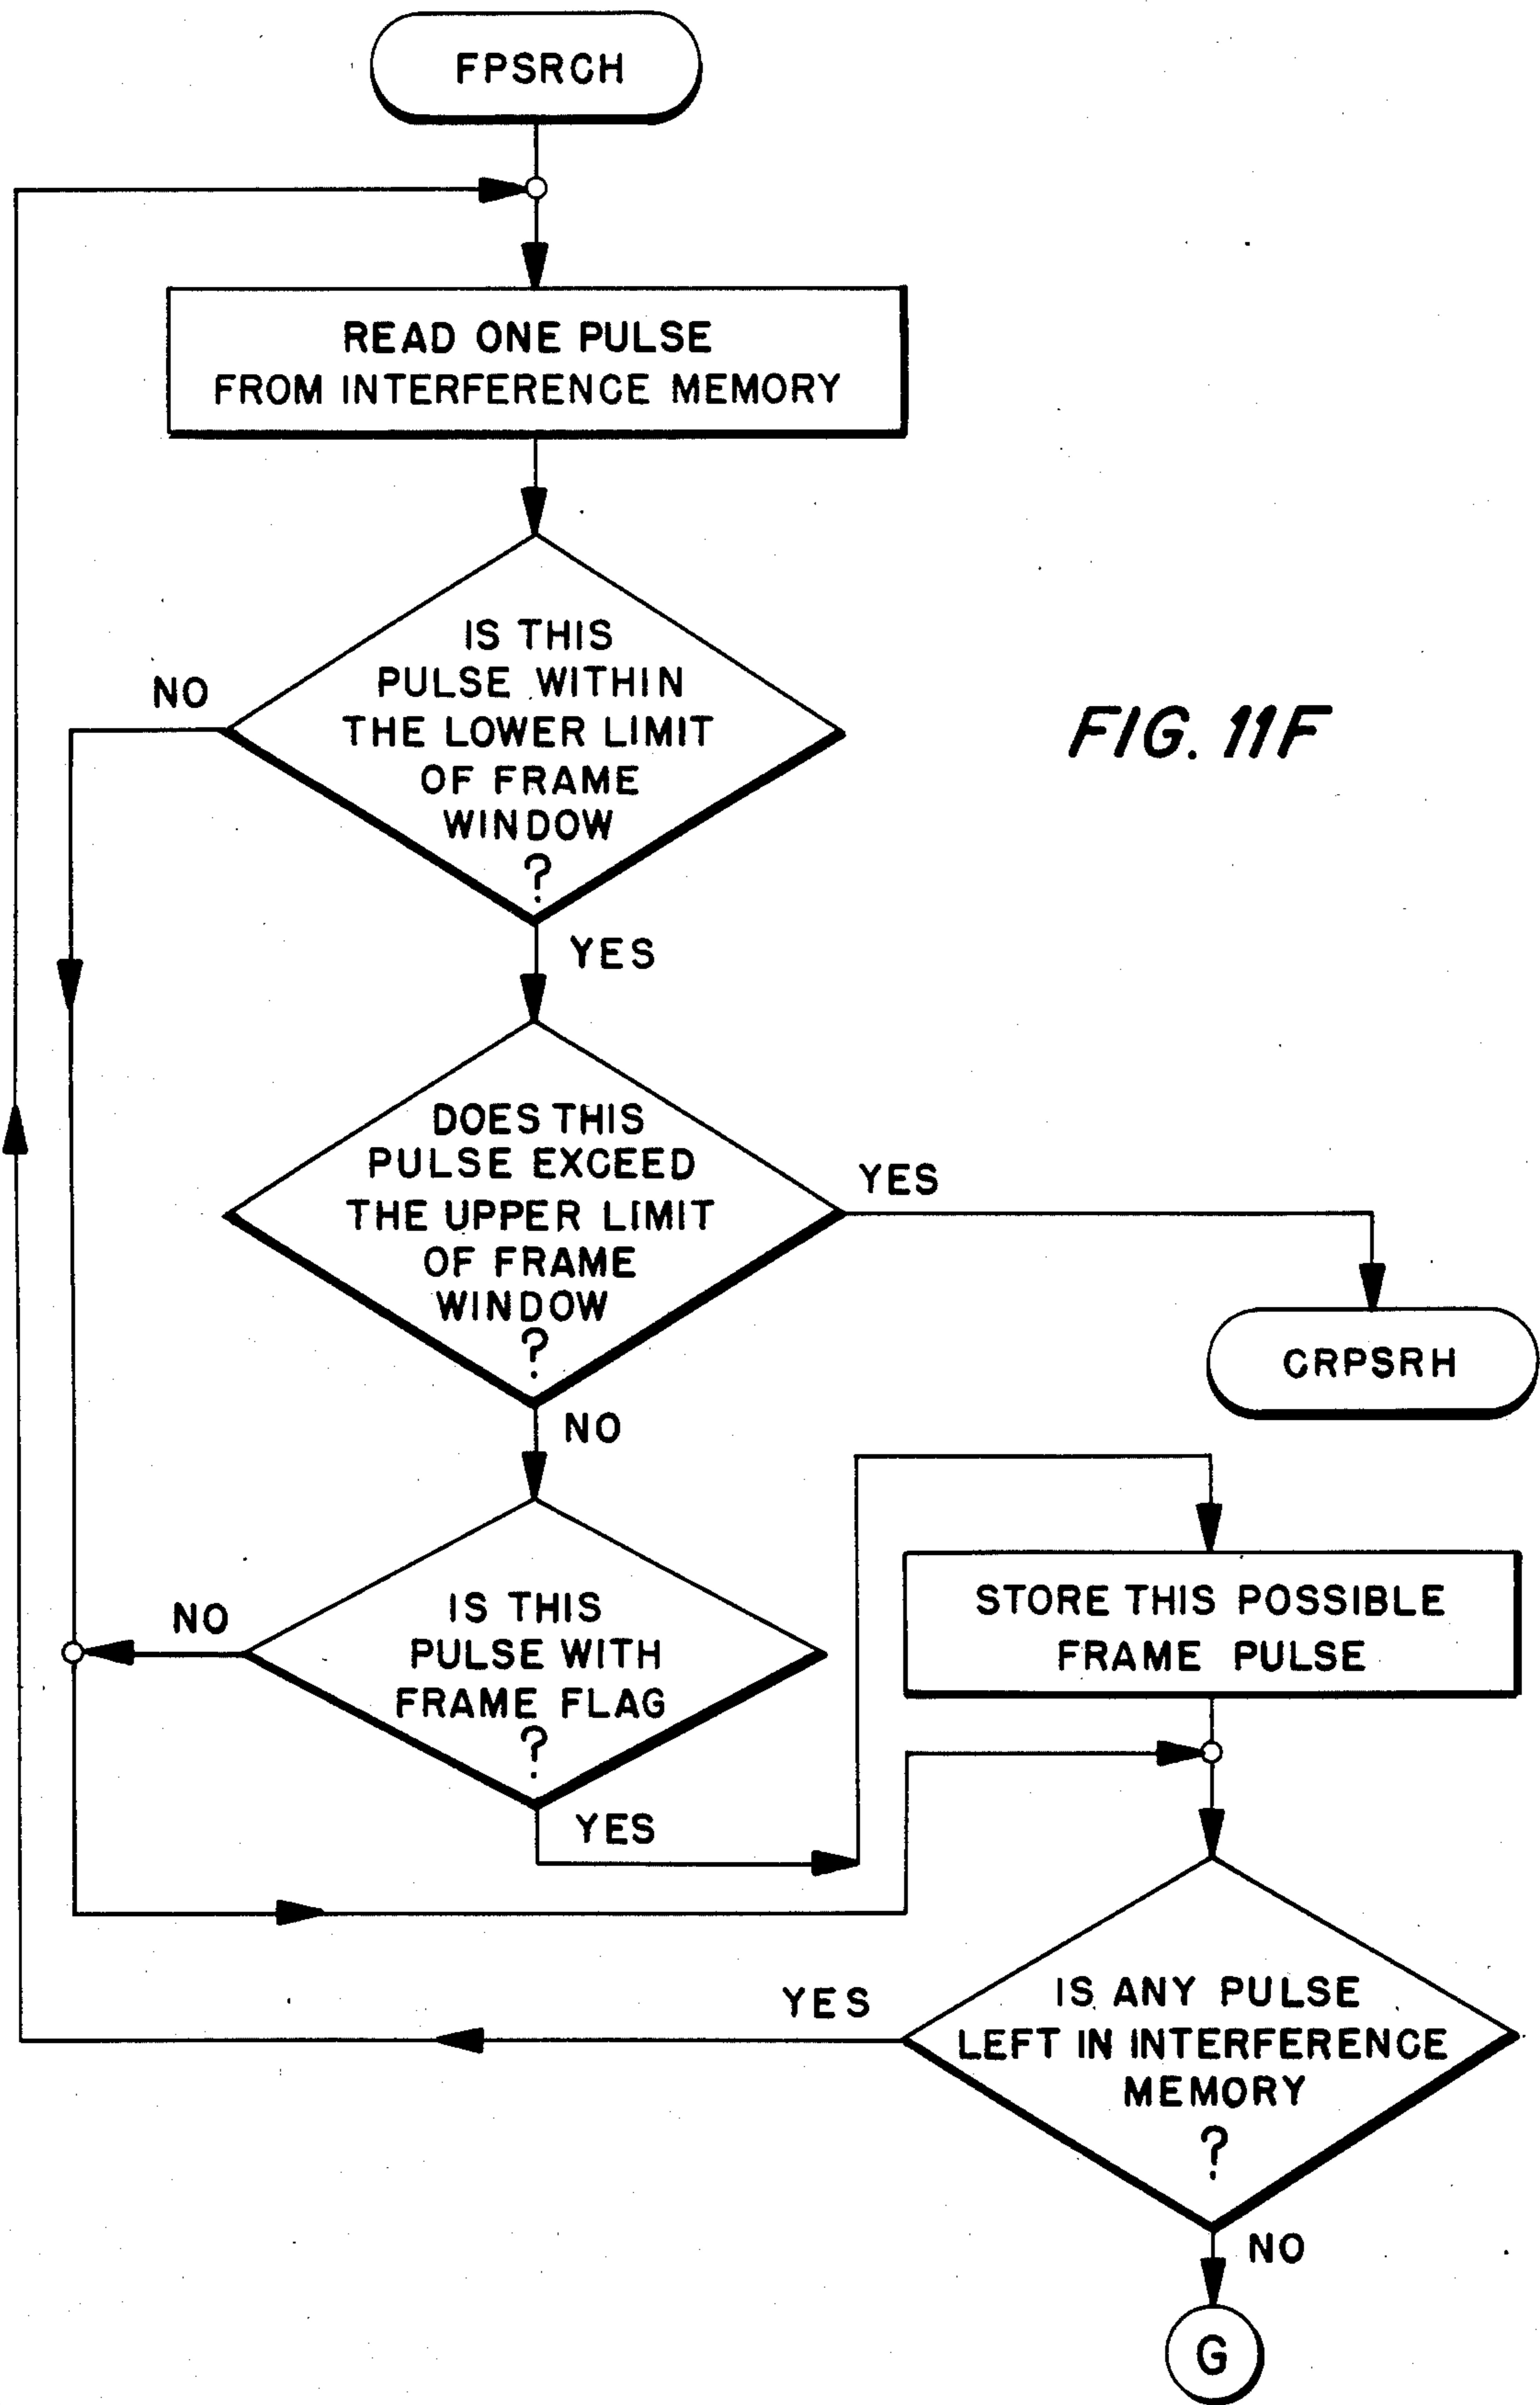 FPSRCH
READ ONE PULSE
FROM INTERFERENCE MEMORY
IS THIS
PULSE WITHIN
THE LOWER LIMIT
OF FRAME
WINDOW
?
NO
FIG. 11F
YES
DOES THIS
PULSE EXCEED
THE UPPER LIMIT
OF FRAME
WINDOW
?
YES
CRPSRH
NO
IS THIS
PULSE WITH
FRAME FLAG
?
NO
YES
STORE THIS POSSIBLE
FRAME PULSE
IS ANY PULSE
LEFT IN INTERFERENCE
MEMORY
?
YES
NO
G